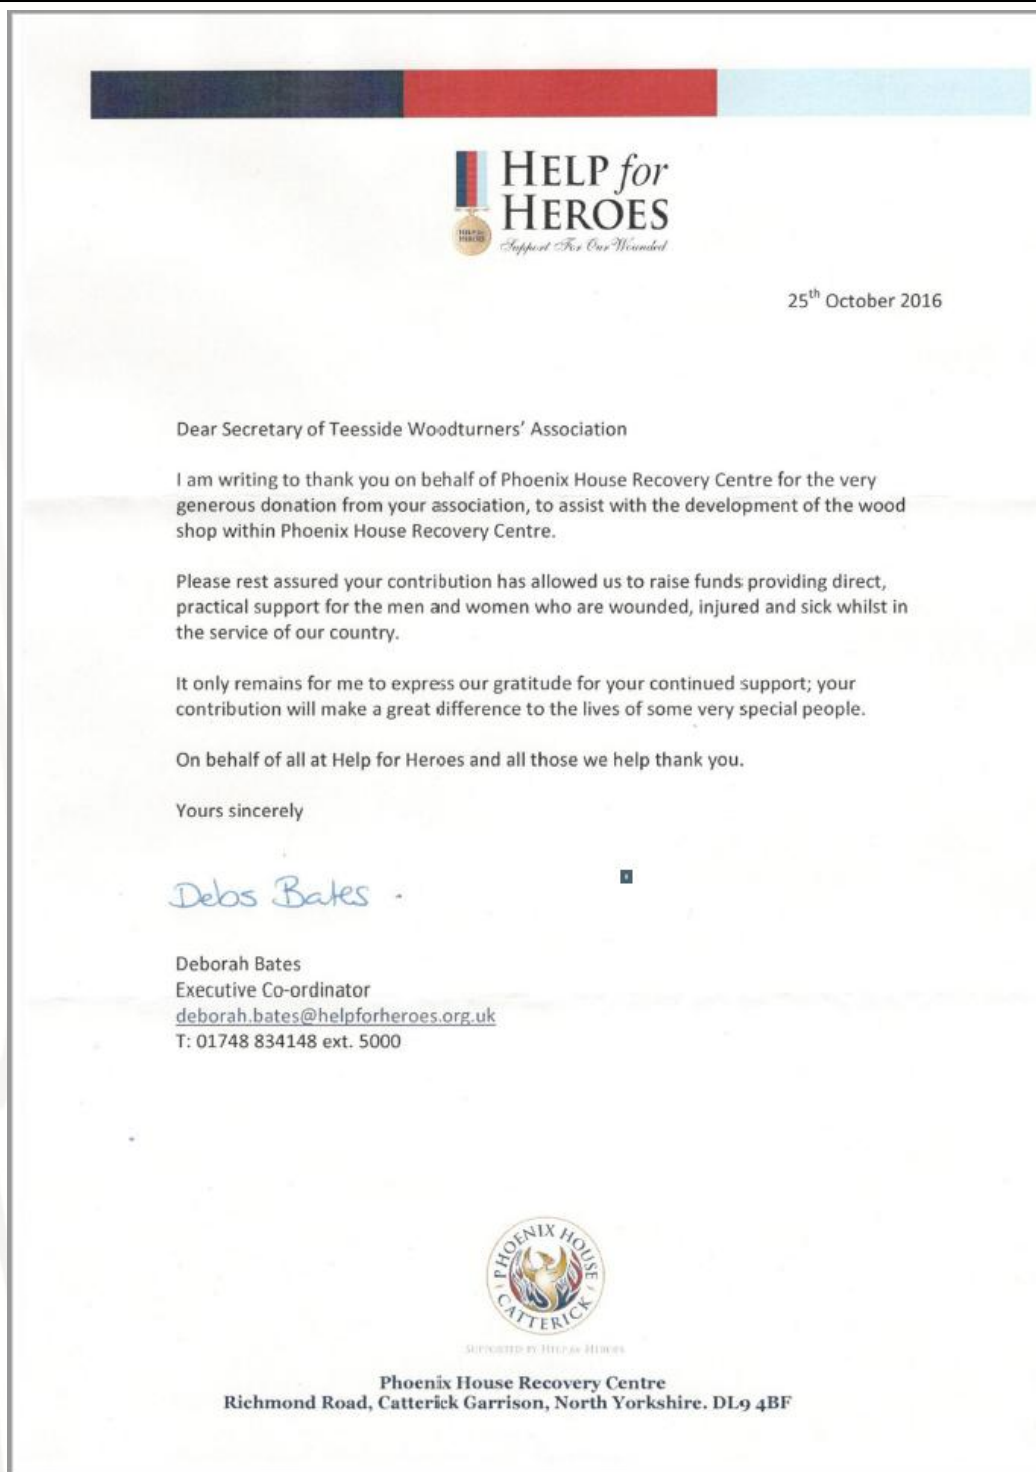 HELP for
HEROES
Support For Our Wounded
HELP for
HEROES
25th October 2016
Dear Secretary of Teesside Woodturners' Association
I am writing to thank you on behalf of Phoenix House Recovery Centre for the very
generous donation from your association, to assist with the development of the wood
shop within Phoenix House Recovery Centre.
Please rest assured your contribution has allowed us to raise funds providing direct,
practical support for the men and women who are wounded, injured and sick whilst in
the service of our country.
It only remains for me to express our gratitude for your continued support; your
contribution will make a great difference to the lives of some very special people.
On behalf of all at Help for Heroes and all those we help thank you.
Yours sincerely
Debs Bates
Deborah Bates
Executive Co-ordinator
deborah.bates@helpforheroes.org.uk
T: 01748 834148 ext. 5000
PHOENIX HOUSE
CATTERICK
SUPPORTED BY HELP for HEROES
Phoenix House Recovery Centre
Richmond Road, Catterick Garrison, North Yorkshire. DL9 4BF